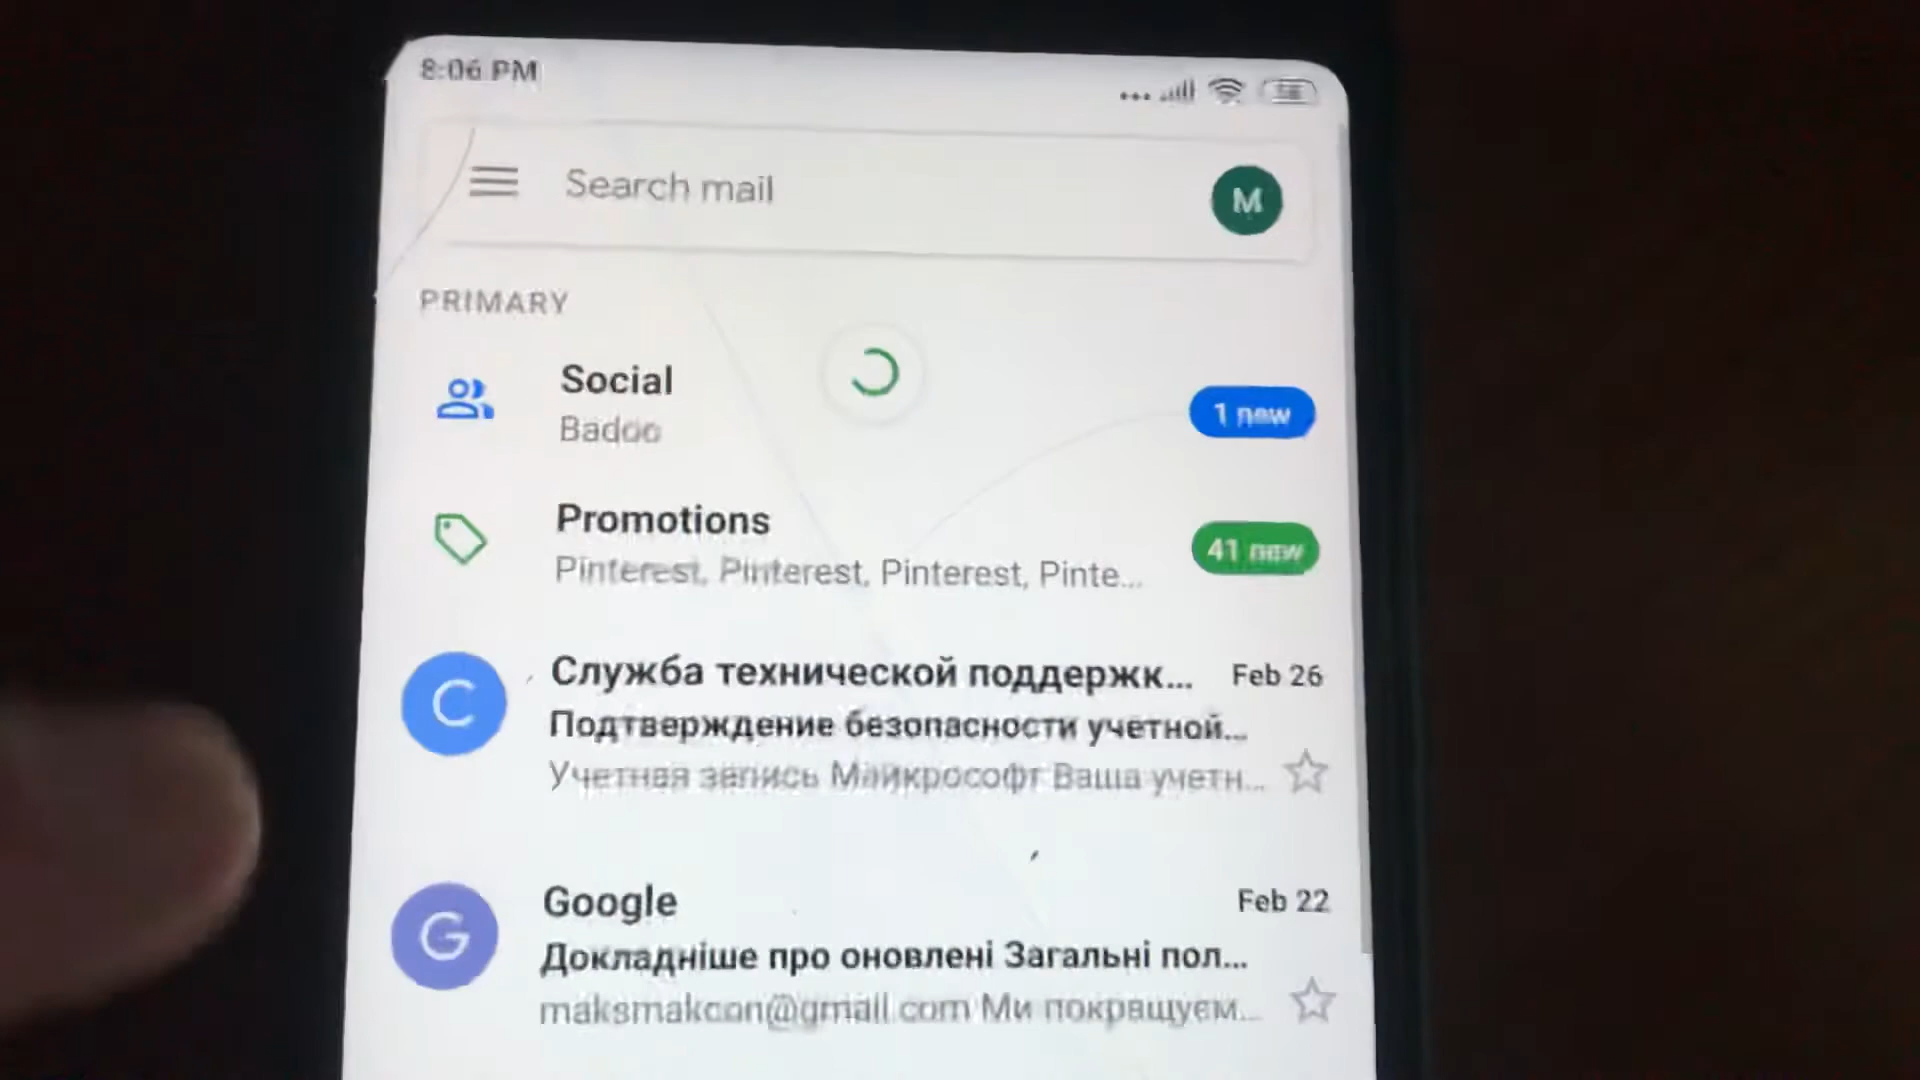 8:06 PM
Search mail
M
PRIMARY
Social
Badoo
1 new
Promotions
Pinterest, Pinterest, Pinterest, Pinte...
41 new
С
Служба технической поддержк...
Feb 26
Подтверждение безопасности учетной...
Учетная запись Майкрософт Ваша учетн...
G
Google
Feb 22
Докладніше про оновлені Загальні пол...
maksmakcon@gmail.com Ми покращуєм...